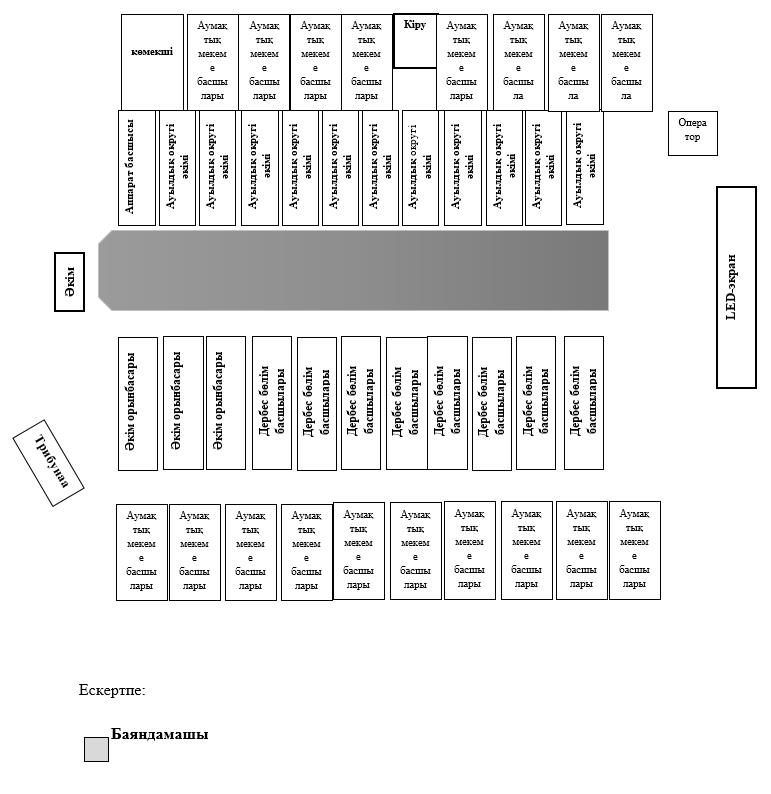 көмекші
Аумақ
тық
мекем
е
басшы
лары
Аумақ
тық
мекем
е
басшы
лары
Аумақ
тық
мекем
е
басшы
лары
Аумақ
тық
мекем
е
басшы
лары
Кіру
Аумақ
тық
мекем
е
басшы
лары
Аумақ
тық
мекем
е
басшы
ла
Аумақ
тық
мекем
е
басшы
ла
Аумақ
тық
мекем
е
басшы
ла
Аппарат басшысы
Ауылдық округі
әкімі
Ауылдық округі
әкімі
Ауылдық округі
әкімі
Ауылдық округі
әкімі
Ауылдық округі
әкімі
Ауылдық округі
әкімі
Ауылдық округі
әкімі
Ауылдық округі
әкімі
Ауылдық округі
әкімі
Ауылдық округі
әкімі
Ауылдық округі
әкімі
Опера
тор
Әкім
LED-экран
Әкім орынбасары
Әкім орынбасары
Әкім орынбасары
Дербес бөлім
басшылары
Дербес бөлім
басшылары
Дербес бөлім
басшылары
Дербес бөлім
басшылары
Дербес бөлім
басшылары
Дербес бөлім
басшылары
Дербес бөлім
басшылары
Дербес бөлім
басшылары
Трибунаа
Аумақ
тық
мекем
е
басшы
лары
Аумақ
тық
мекем
е
басшы
лары
Аумақ
тық
мекем
е
басшы
лары
Аумақ
тық
мекем
е
басшы
лары
Аумақ
тық
мекем
е
басшы
лары
Аумақ
тық
мекем
е
басшы
лары
Аумақ
тық
мекем
е
басшы
лары
Аумақ
тық
мекем
е
басшы
лары
Аумақ
тық
мекем
е
басшы
лары
Аумақ
тық
мекем
е
басшы
лары
Ескертпе:
Баяндамашы